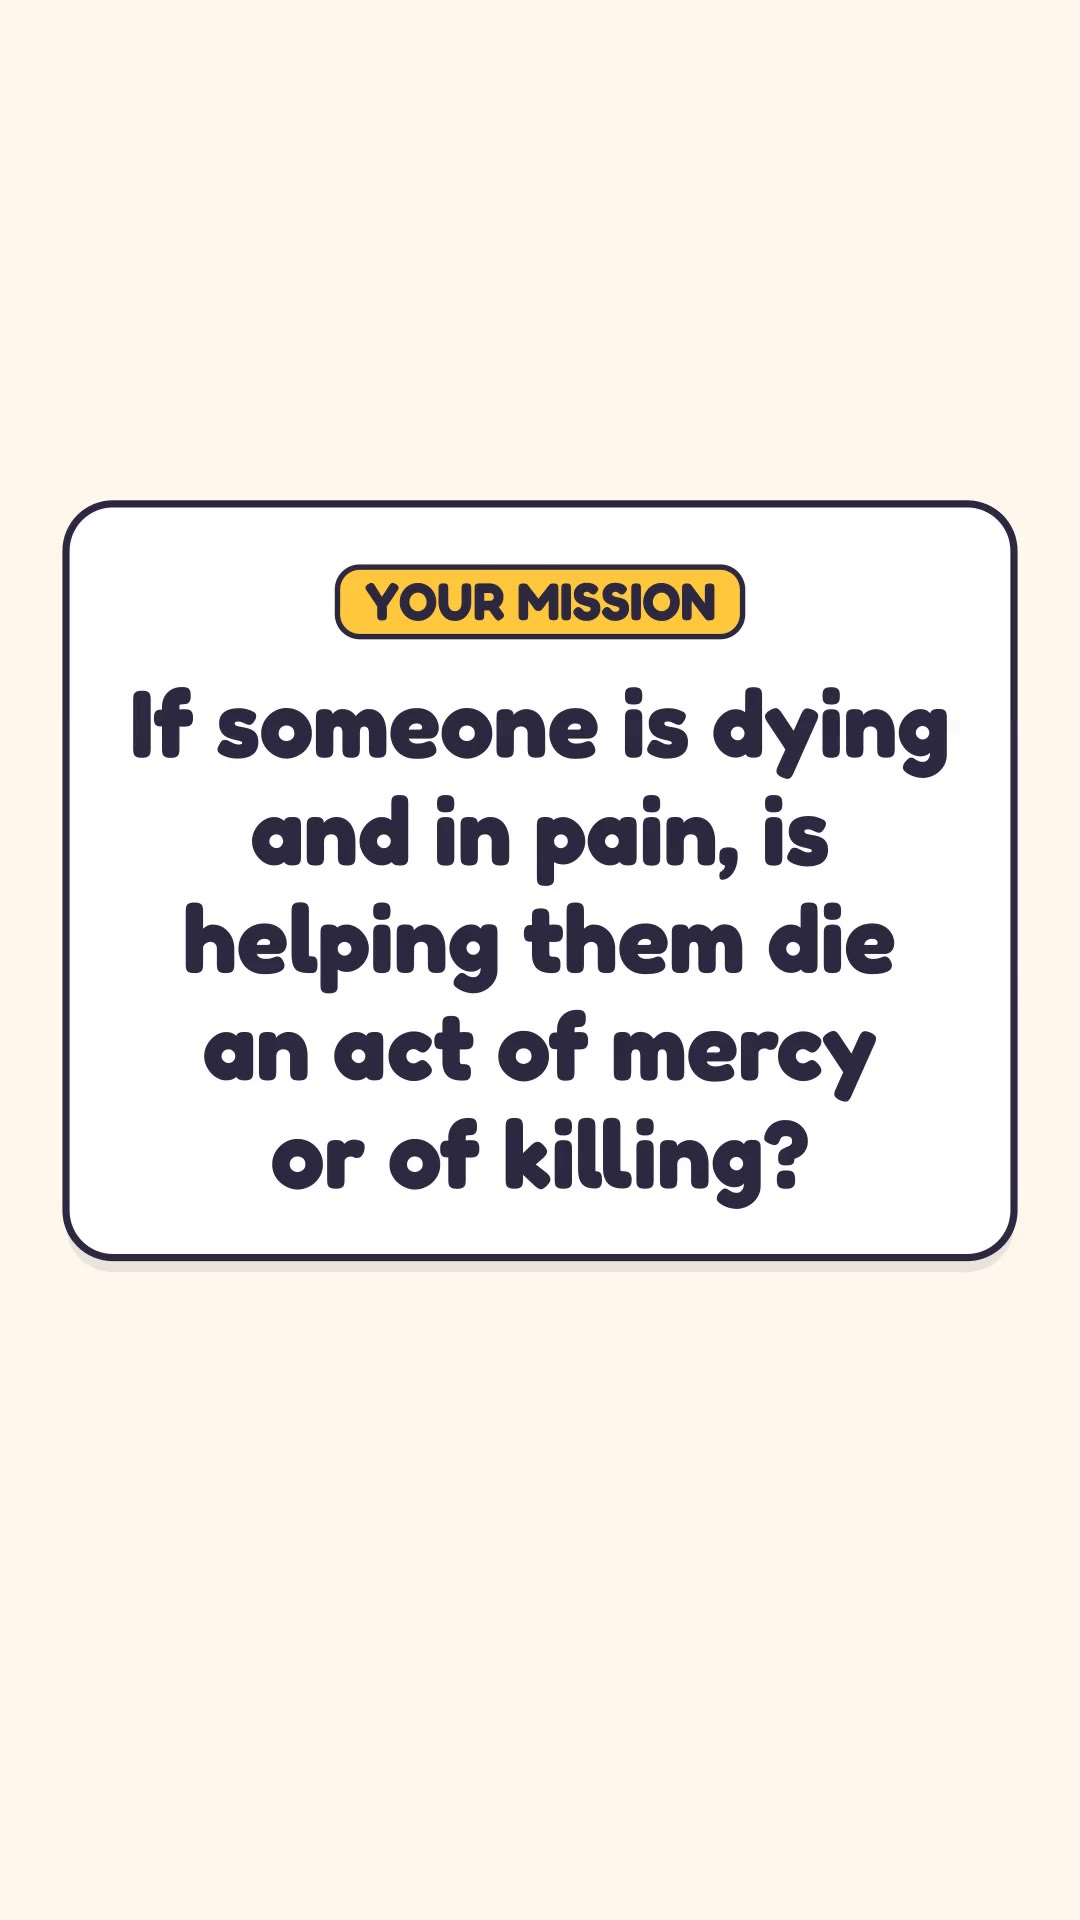 YOUR MISSION
If someone is dying
and in pain, is
helping them die
an act of mercy
or of killing?